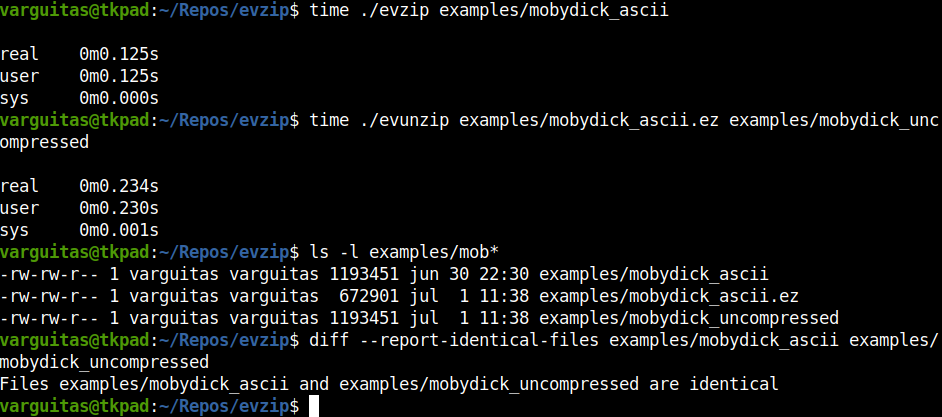 varguitas@tkpad:~/Repos/evzip$ time ./evzip examples/mobydick_ascii
real    0m0.125s
user    0m0.125s
sys     0m0.000s
varguitas@tkpad:~/Repos/evzip$ time ./evunzip examples/mobydick_ascii.ez examples/mobydick_unc
ompressed
real    0m0.234s
user    0m0.230s
sys     0m0.001s
varguitas@tkpad:~/Repos/evzip$ ls -l examples/mob*
-rw-rw-r-- 1 varguitas varguitas 1193451 jun 30 22:30 examples/mobydick_ascii
-rw-rw-r-- 1 varguitas varguitas  672901 jul  1 11:38 examples/mobydick_ascii.ez
-rw-rw-r-- 1 varguitas varguitas 1193451 jul  1 11:38 examples/mobydick_uncompressed
varguitas@tkpad:~/Repos/evzip$ diff --report-identical-files examples/mobydick_ascii examples/
mobydick_uncompressed
Files examples/mobydick_ascii and examples/mobydick_uncompressed are identical
varguitas@tkpad:~/Repos/evzip$